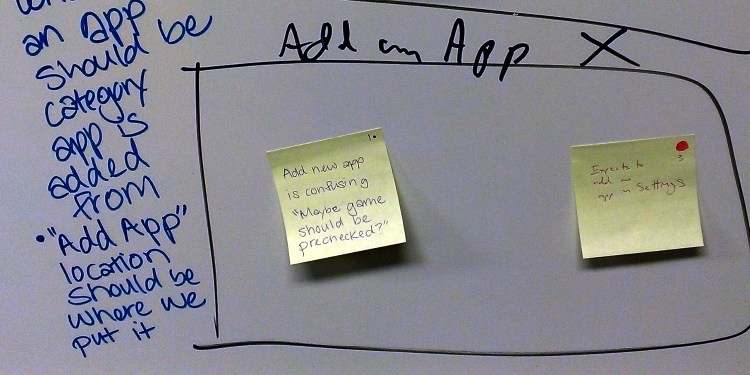 an app
should be
category
app is
added
from
• "Add App"
location
should be
where we
put it
Add an App X
1.
Add new app
is confusing
"Maybe game
should be
prechecked?"
3
Expects to
add an
app in Settings